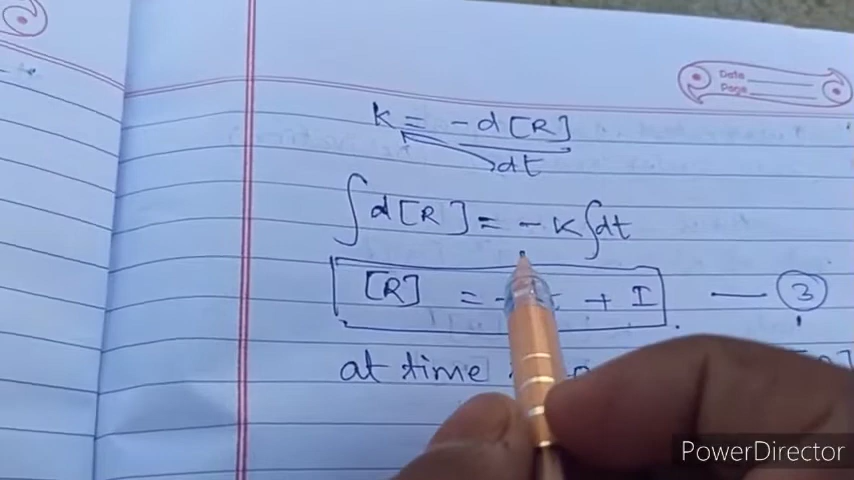 Date
Page
K = -d[R]
dt
∫d[R] = -K∫dt
[R] = - + I — 3
at time
PowerDirector